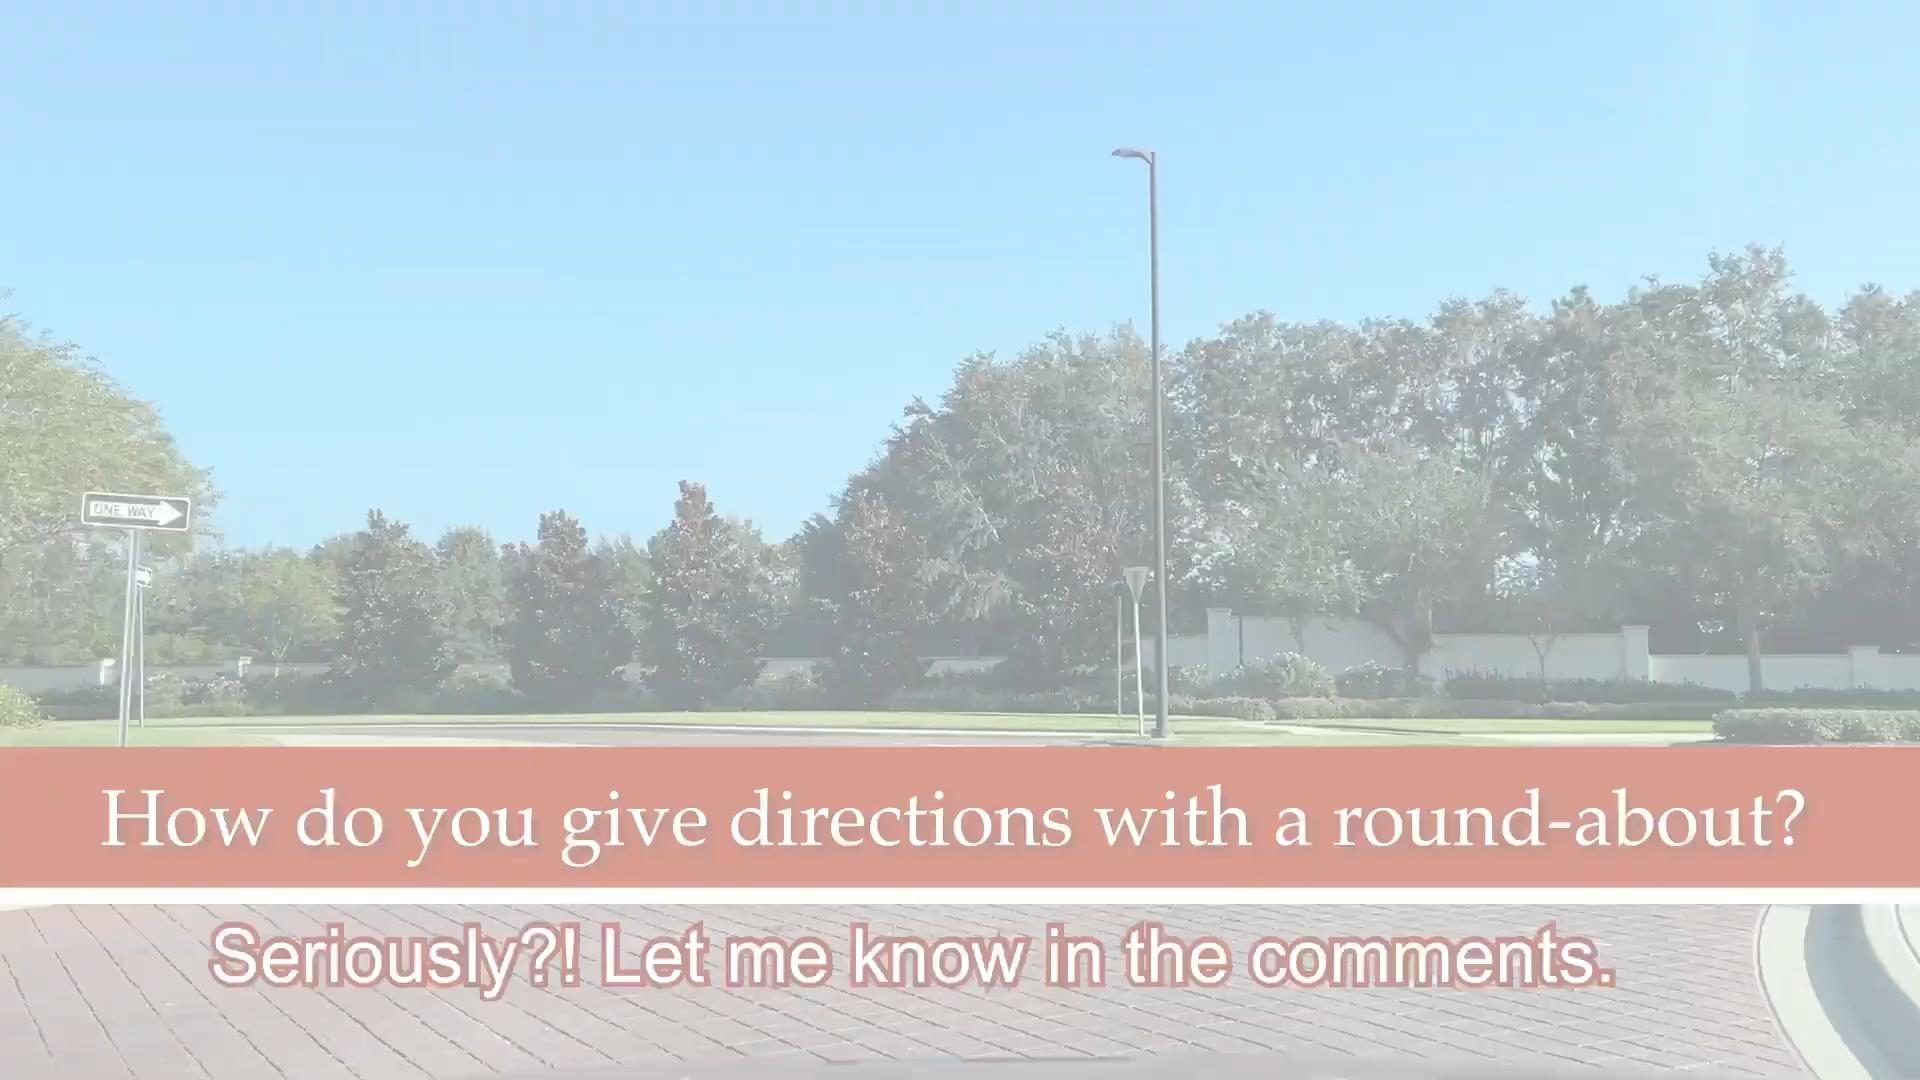 ONE WAY
How do you give directions with a round-about?
Seriously?! Let me know in the comments.